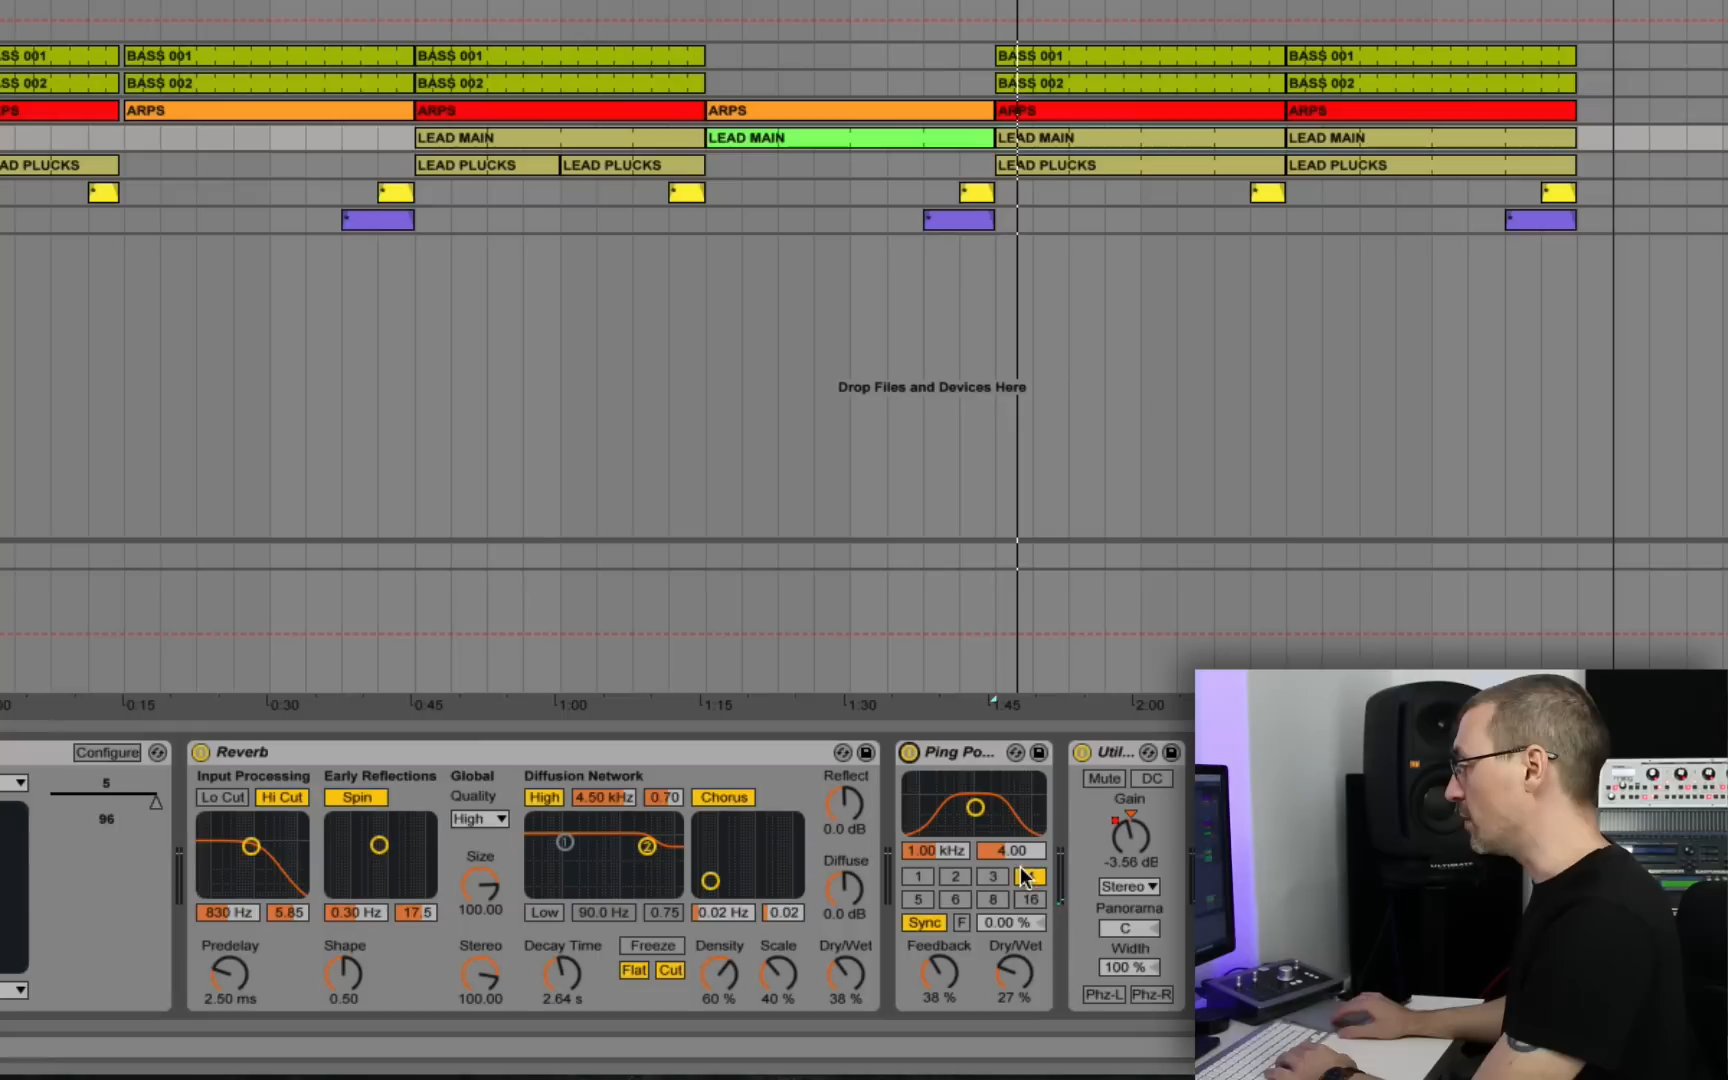 SS 001 BASS 001 BASS 001 BASS 001 BASS 001
SS 002 BASS 002 BASS 002 BASS 002 BASS 002
PS ARPS ARPS ARPS ARPS ARPS
LEAD MAIN LEAD MAIN LEAD MAIN LEAD MAIN
AD PLUCKS LEAD PLUCKS LEAD PLUCKS LEAD PLUCKS LEAD PLUCKS
Drop Files and Devices Here
00 0:15 0:30 0:45 1:00 1:15 1:30 1:45 2:00
Configure
5
96
Reverb
Input Processing Early Reflections Global Diffusion Network Reflect
Lo Cut Hi Cut Spin Quality High 4.50 kHz 0.70 Chorus
High
0.0 dB
Size
100.00
Diffuse
0.0 dB
1 2
830 Hz 5.85 0.30 Hz 17.5 Low 90.0 Hz 0.75 0.02 Hz 0.02
Predelay Shape Stereo Decay Time Freeze Density Scale Dry/Wet
Flat Cut
2.50 ms 0.50 100.00 2.64 s 60 % 40 % 38 %
Ping Po...
1.00 kHz 4.00
1 2 3
5 6 8 16
Sync F 0.00 %
Feedback Dry/Wet
38 % 27 %
Util...
Mute DC
Gain
-3.56 dB
Stereo
Panorama
C
Width
100 %
Phz-L Phz-R
ULTIMATE